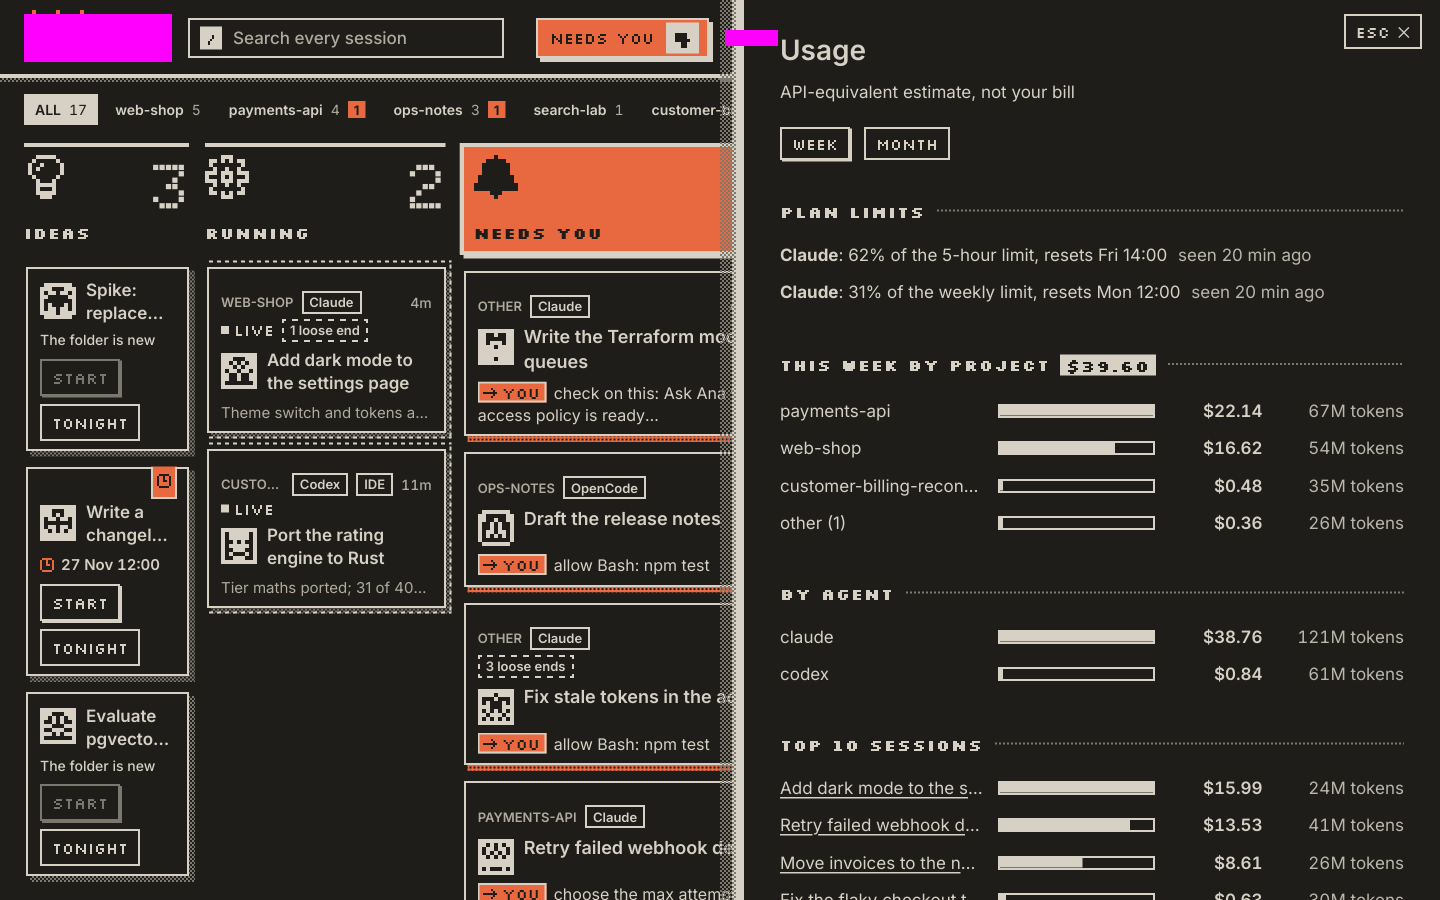 / Search every session
NEEDS YOU
ALL 17 web-shop 5 payments-api 4 1 ops-notes 3 1 search-lab 1
3
IDEAS
Spike:
replace...
The folder is new
START
TONIGHT
Write a
changel...
27 Nov 12:00
START
TONIGHT
Evaluate
pgvecto...
The folder is new
START
TONIGHT
2
RUNNING
WEB-SHOP Claude 4m
LIVE 1 loose end
Add dark mode to
the settings page
Theme switch and tokens a...
CUSTO... Codex IDE 11m
LIVE
Port the rating
engine to Rust
Tier maths ported; 31 of 40...
NEEDS YOU
OTHER Claude
Write the Terraform
queues
→ YOU check on this: Ask Ana
access policy is ready...
OPS-NOTES OpenCode
Draft the release notes
→ YOU allow Bash: npm test
OTHER Claude
3 loose ends
Fix stale tokens in the
→ YOU allow Bash: npm test
PAYMENTS-API Claude
Retry failed webhook
→ YOU choose the max
ESC ×
Usage
API-equivalent estimate, not your bill
WEEK MONTH
PLAN LIMITS
Claude: 62% of the 5-hour limit, resets Fri 14:00 seen 20 min ago
Claude: 31% of the weekly limit, resets Mon 12:00 seen 20 min ago
THIS WEEK BY PROJECT $39.60
payments-api $22.14 67M tokens
web-shop $16.62 54M tokens
customer-billing-recon... $0.48 35M tokens
other (1) $0.36 26M tokens
BY AGENT
claude $38.76 121M tokens
codex $0.84 61M tokens
TOP 10 SESSIONS
Add dark mode to the s... $15.99 24M tokens
Retry failed webhook d... $13.53 41M tokens
Move invoices to the n... $8.61 26M tokens
Fix the flaky checkout t... $0.63 30M tokens